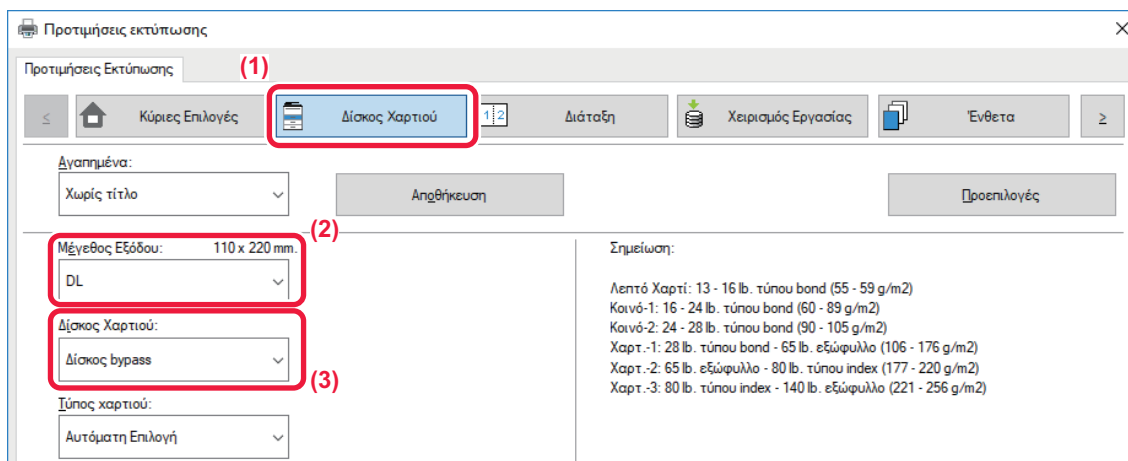 Προτιμήσεις εκτύπωσης
Προτιμήσεις Εκτύπωσης
(1)
< Κύριες Επιλογές Δίσκος Χαρτιού 1 2 Διάταξη Χειρισμός Εργασίας Ένθετα >
Αγαπημένα:
Χωρίς τίτλο Αποθήκευση Προεπιλογές
(2)
Μέγεθος Εξόδου: 110 x 220 mm.
DL
Δίσκος Χαρτιού:
Δίσκος bypass
(3)
Τύπος χαρτιού:
Αυτόματη Επιλογή
Σημείωση:
Λεπτό Χαρτί: 13 - 16 lb. τύπου bond (55 - 59 g/m2)
Κοινό-1: 16 - 24 lb. τύπου bond (60 - 89 g/m2)
Κοινό-2: 24 - 28 lb. τύπου bond (90 - 105 g/m2)
Χαρτ.-1: 28 lb. τύπου bond - 65 lb. εξώφυλλο (106 - 176 g/m2)
Χαρτ.-2: 65 lb. εξώφυλλο - 80 lb. τύπου index (177 - 220 g/m2)
Χαρτ.-3: 80 lb. τύπου index - 140 lb. εξώφυλλο (221 - 256 g/m2)